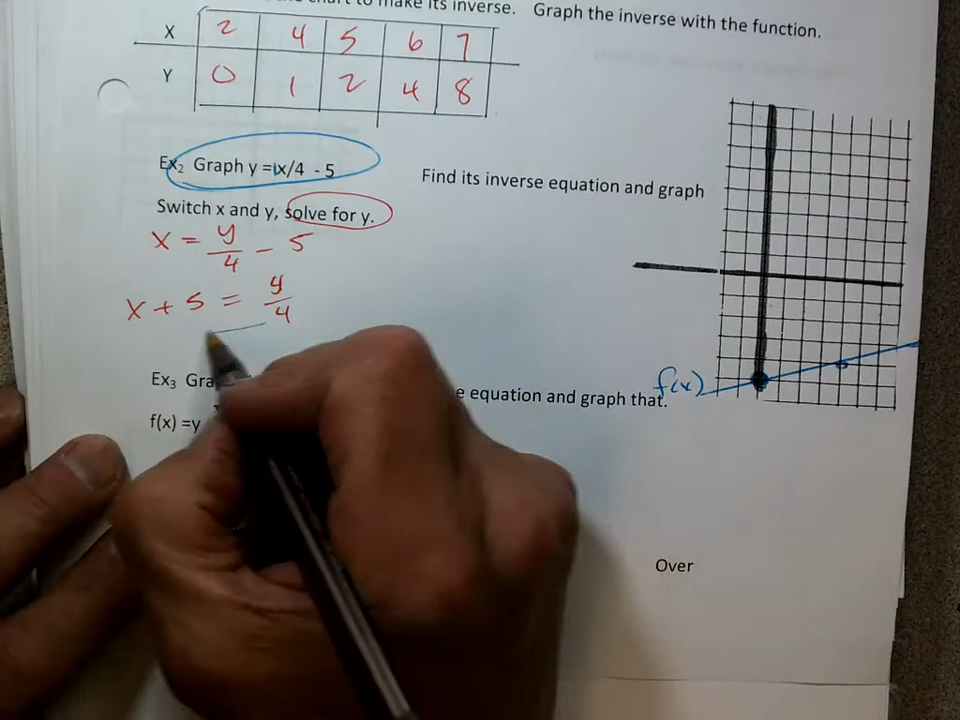 chart to make its inverse. Graph the inverse with the function.
X 2 4 5 6 7
Y 0 1 2 4 8
Ex2 Graph y =1x/4 - 5
Find its inverse equation and graph
Switch x and y, solve for y.
x = y/4 - 5
x + 5 = y/4
Ex3
e equation and graph that.
f(x)
f(x) =y
Over